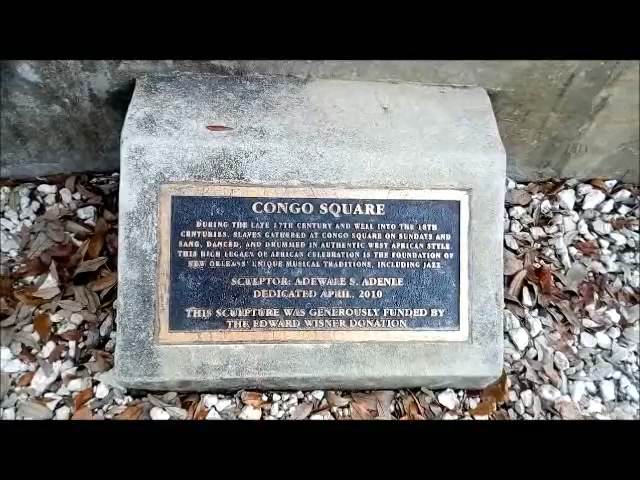 CONGO SQUARE
DURING THE LATE 17TH CENTURY AND WELL INTO THE 18TH
CENTURIES, SLAVES GATHERED AT CONGO SQUARE ON SUNDAYS AND
SANG, DANCED, AND DRUMMED IN AUTHENTIC WEST AFRICAN STYLE.
THIS RICH LEGACY OF AFRICAN CELEBRATION IS THE FOUNDATION OF
NEW ORLEANS' UNIQUE MUSICAL TRADITIONS, INCLUDING JAZZ.
SCULPTOR: ADEWALE S. ADENLE
DEDICATED APRIL, 2010
THIS SCULPTURE WAS GENEROUSLY FUNDED BY
THE EDWARD WISNER DONATION